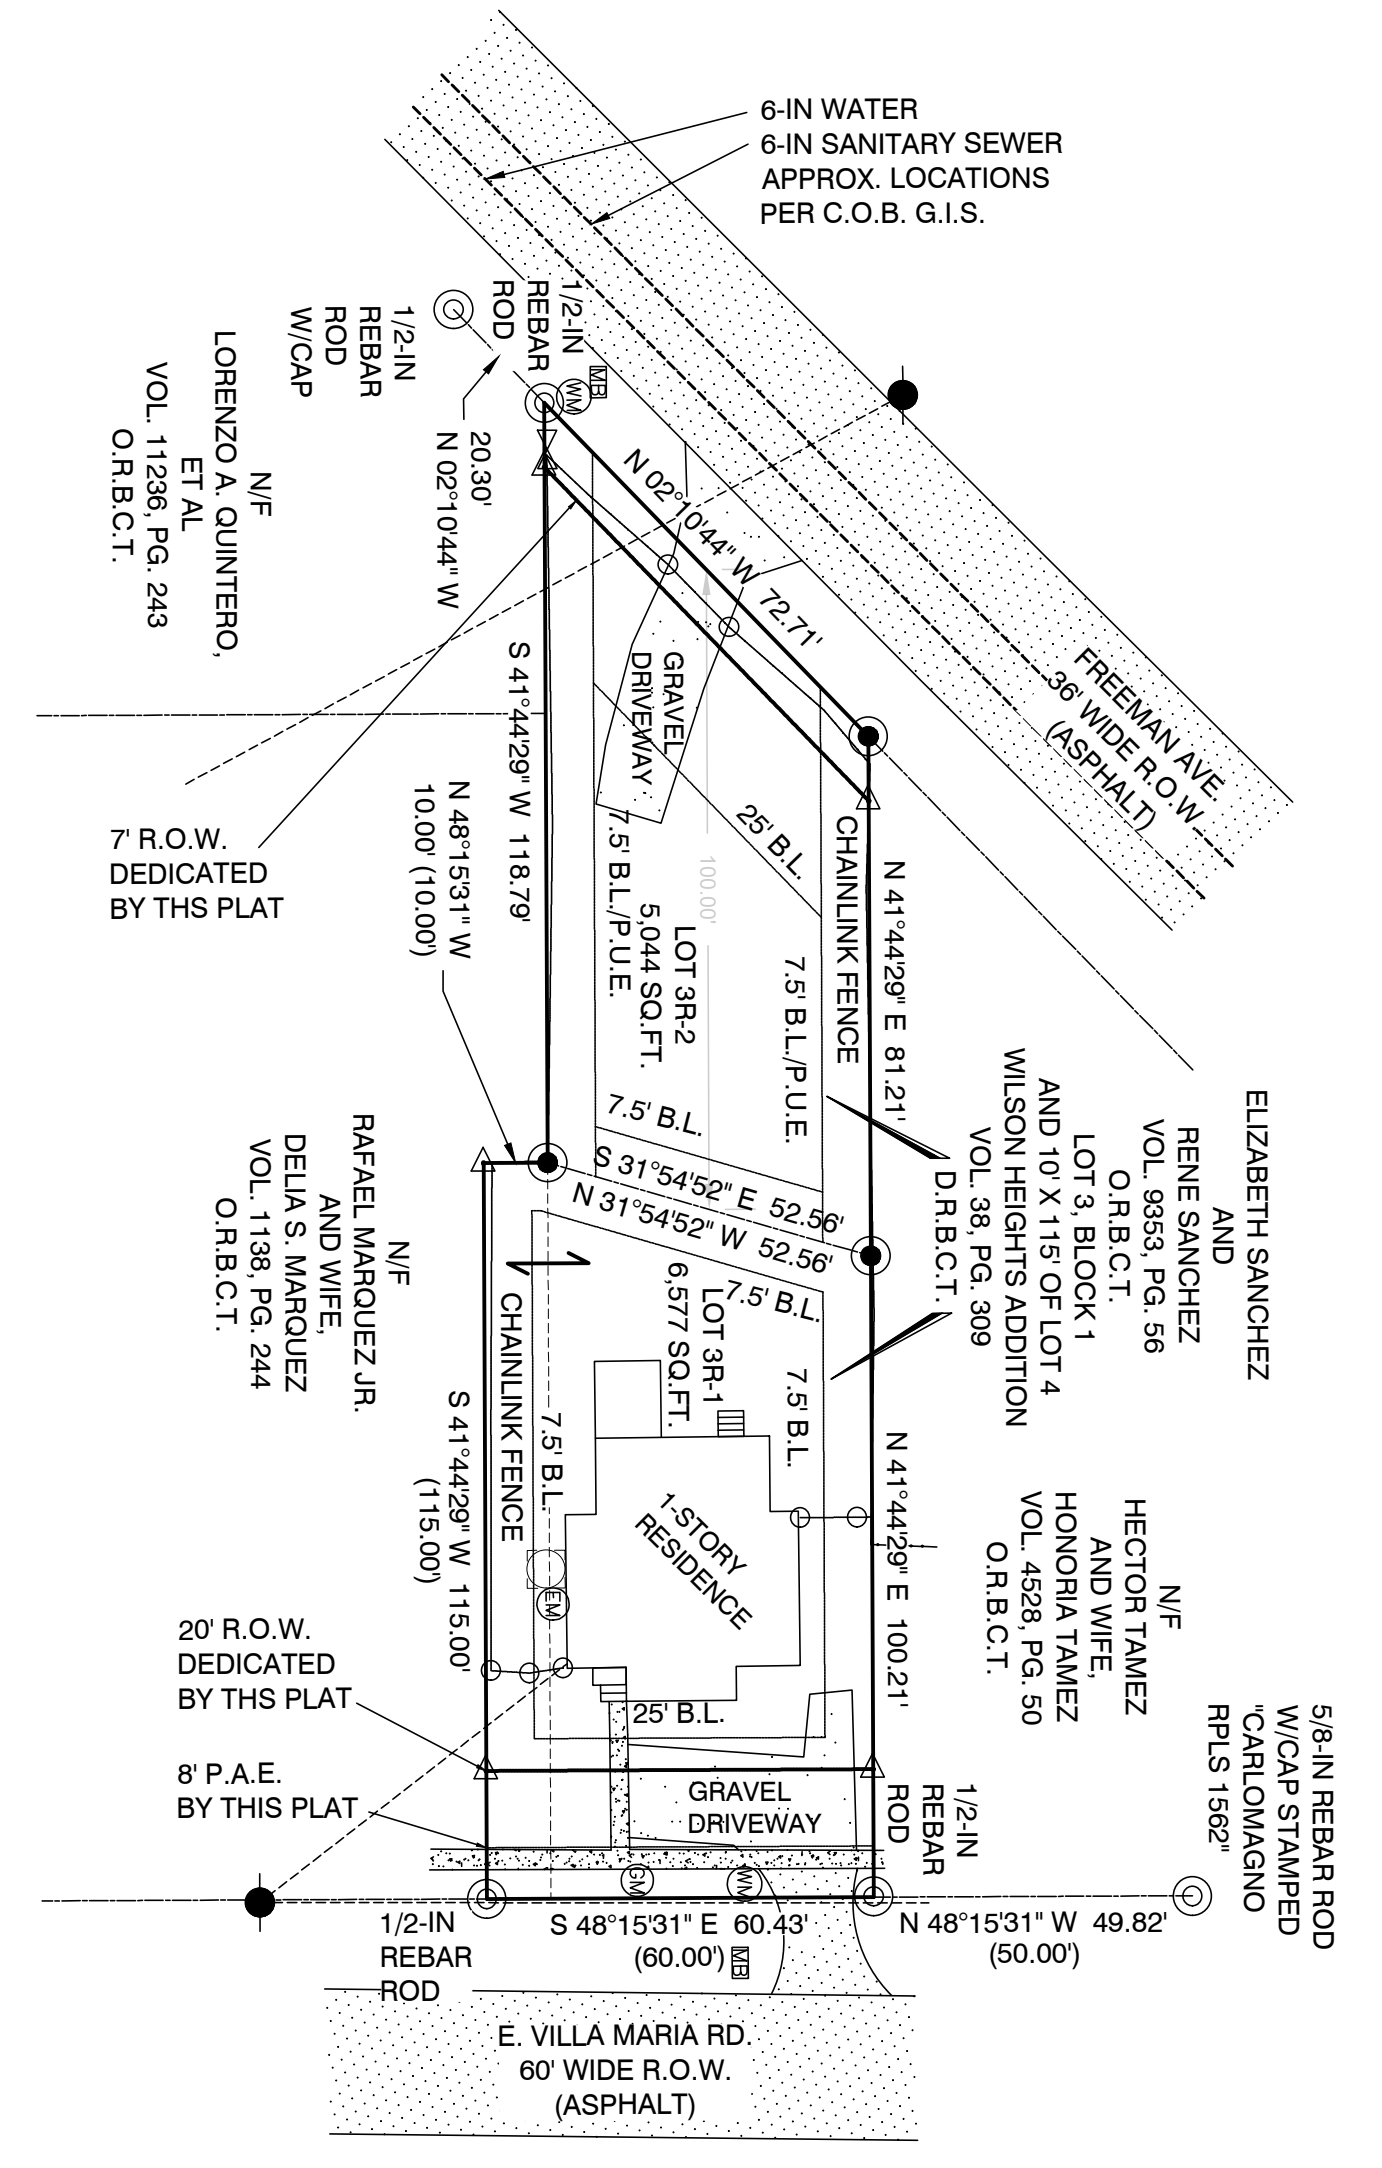 6-IN WATER
6-IN SANITARY SEWER
APPROX. LOCATIONS
PER C.O.B. G.I.S.
1/2-IN
REBAR
ROD
1/2-IN
REBAR
ROD
W/CAP
MB
WM
20.30'
N 02°10'44" W
N/F
LORENZO A. QUINTERO,
ET AL
VOL. 11236, PG. 243
O.R.B.C.T.
N 02°10'44" W 72.71'
FREEMAN AVE.
36' WIDE R.O.W.
(ASPHALT)
GRAVEL
DRIVEWAY
S 41°44'29" W 118.79'
7' R.O.W.
DEDICATED
BY THS PLAT
N 48°15'31" W
10.00' (10.00')
25' B.L.
100.00'
CHAINLINK FENCE
N 41°44'29" E 81.21'
7.5' B.L./P.U.E.
LOT 3R-2
5,044 SQ.FT.
7.5' B.L./P.U.E.
7.5' B.L.
S 31°54'52" E 52.56'
N 31°54'52" W 52.56'
7.5' B.L.
ELIZABETH SANCHEZ
AND
RENE SANCHEZ
VOL. 9353, PG. 56
O.R.B.C.T.
LOT 3, BLOCK 1
AND 10' X 115' OF LOT 4
WILSON HEIGHTS ADDITION
VOL. 38, PG. 309
D.R.B.C.T.
N/F
RAFAEL MARQUEZ JR.
AND WIFE,
DELIA S. MARQUEZ
VOL. 1138, PG. 244
O.R.B.C.T.
LOT 3R-1
6,577 SQ.FT.
7.5' B.L.
CHAINLINK FENCE
7.5' B.L.
S 41°44'29" W 115.00'
(115.00')
1-STORY
RESIDENCE
EM
N 41°44'29" E 100.21'
N/F
HECTOR TAMEZ
AND WIFE,
HONORIA TAMEZ
VOL. 4528, PG. 50
O.R.B.C.T.
20' R.O.W.
DEDICATED
BY THS PLAT
25' B.L.
8' P.A.E.
BY THIS PLAT
GRAVEL
DRIVEWAY
1/2-IN
REBAR
ROD
5/8-IN REBAR ROD
W/CAP STAMPED
"CARLOMAGNO
RPLS 1562"
GM
WM
1/2-IN
REBAR
ROD
S 48°15'31" E 60.43'
(60.00')
MB
N 48°15'31" W 49.82'
(50.00')
E. VILLA MARIA RD.
60' WIDE R.O.W.
(ASPHALT)